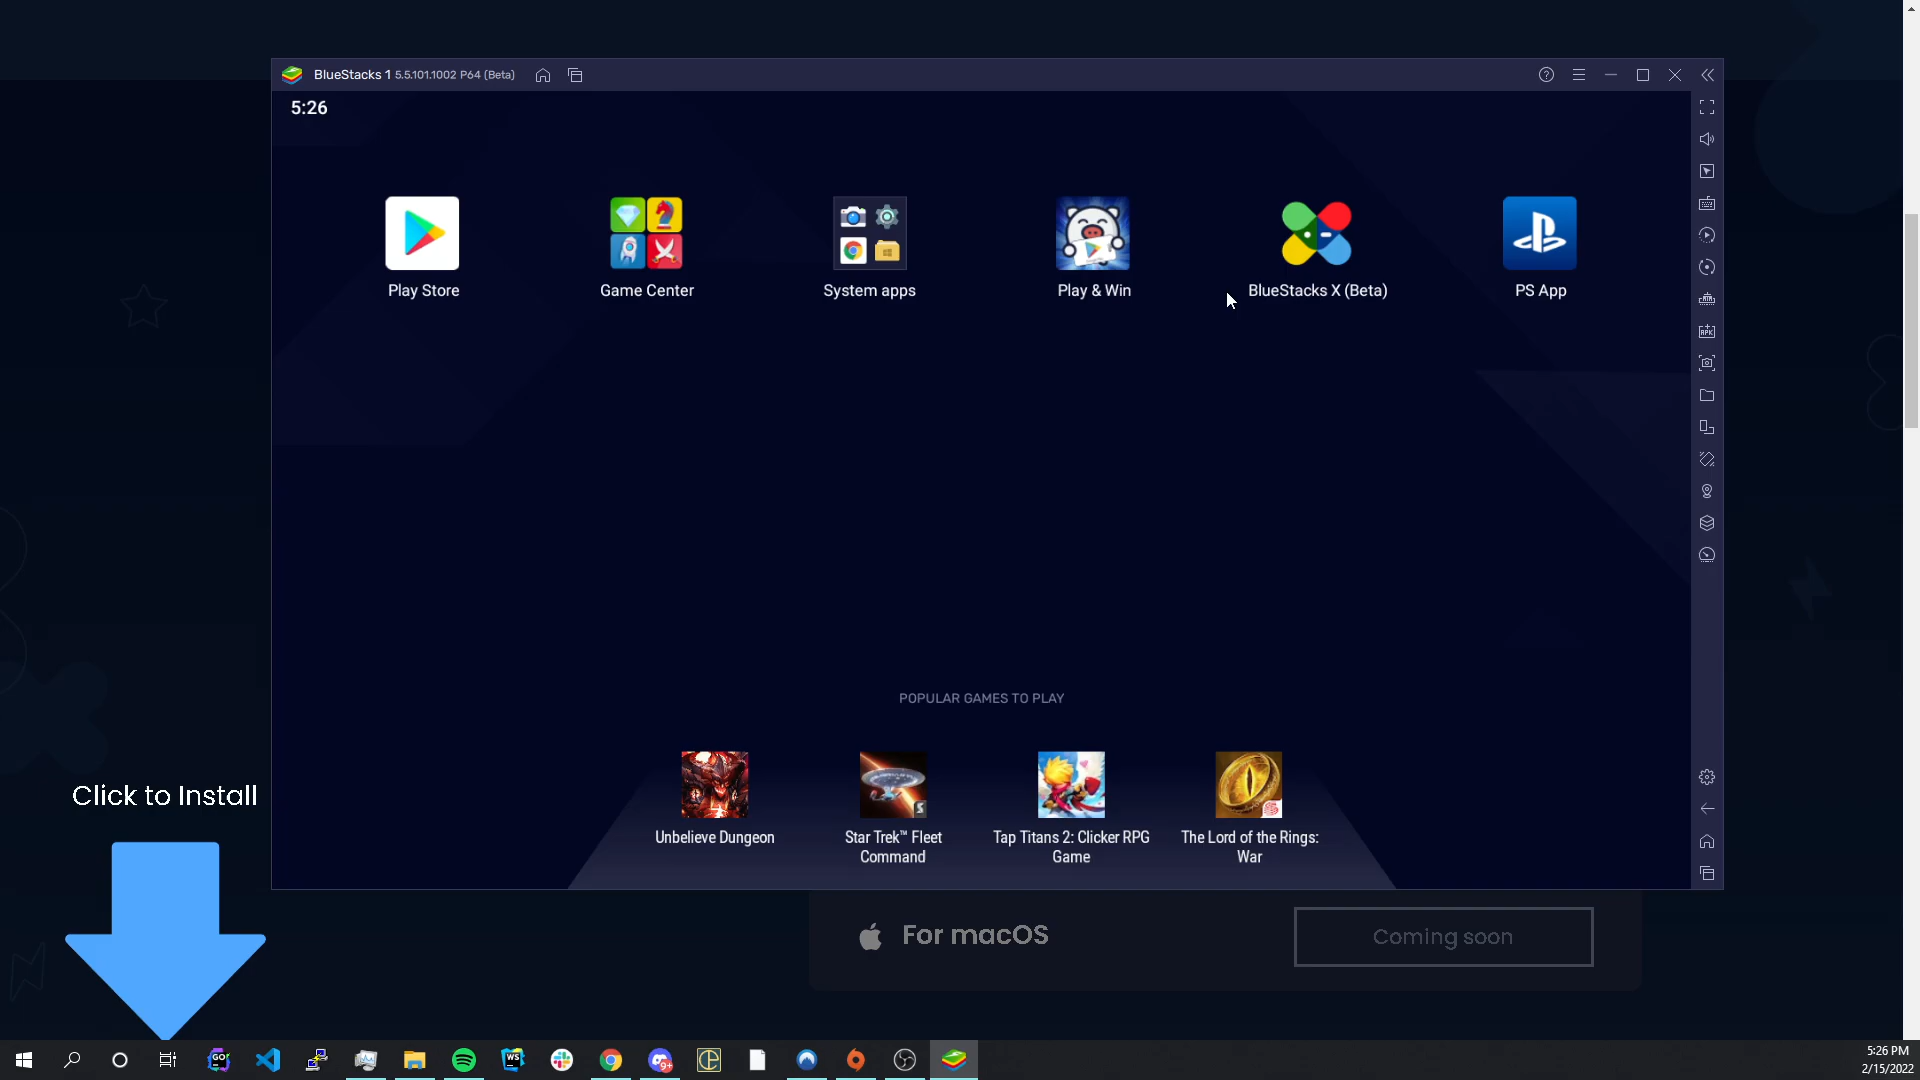 BlueStacks 1 5.5.101.1002 P64 (Beta)
5:26
Play Store
Game Center
System apps
Play & Win
BlueStacks X (Beta)
PS App
POPULAR GAMES TO PLAY
Unbelieve Dungeon
Star Trek™ Fleet
Command
Tap Titans 2: Clicker RPG
Game
The Lord of the Rings:
War
Click to Install
For macOS
Coming soon
GO
WS
9+
5:26 PM
2/15/2022